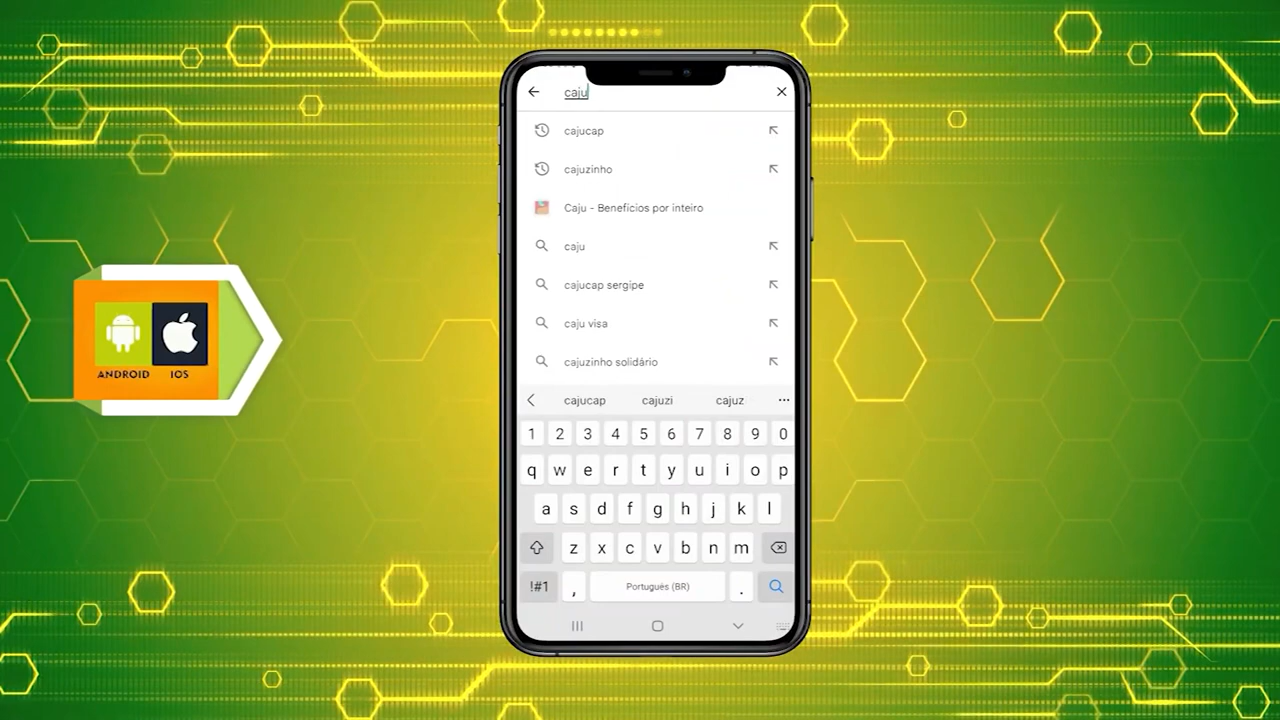 caju
cajucap
cajuzinho
Caju - Benefícios por inteiro
caju
cajucap sergipe
caju visa
cajuzinho solidário
ANDROID IOS
cajucap cajuzi cajuz
1 2 3 4 5 6 7 8 9 0
q w e r t y u i o p
a s d f g h j k l
z x c v b n m
!#1 , Português (BR) .